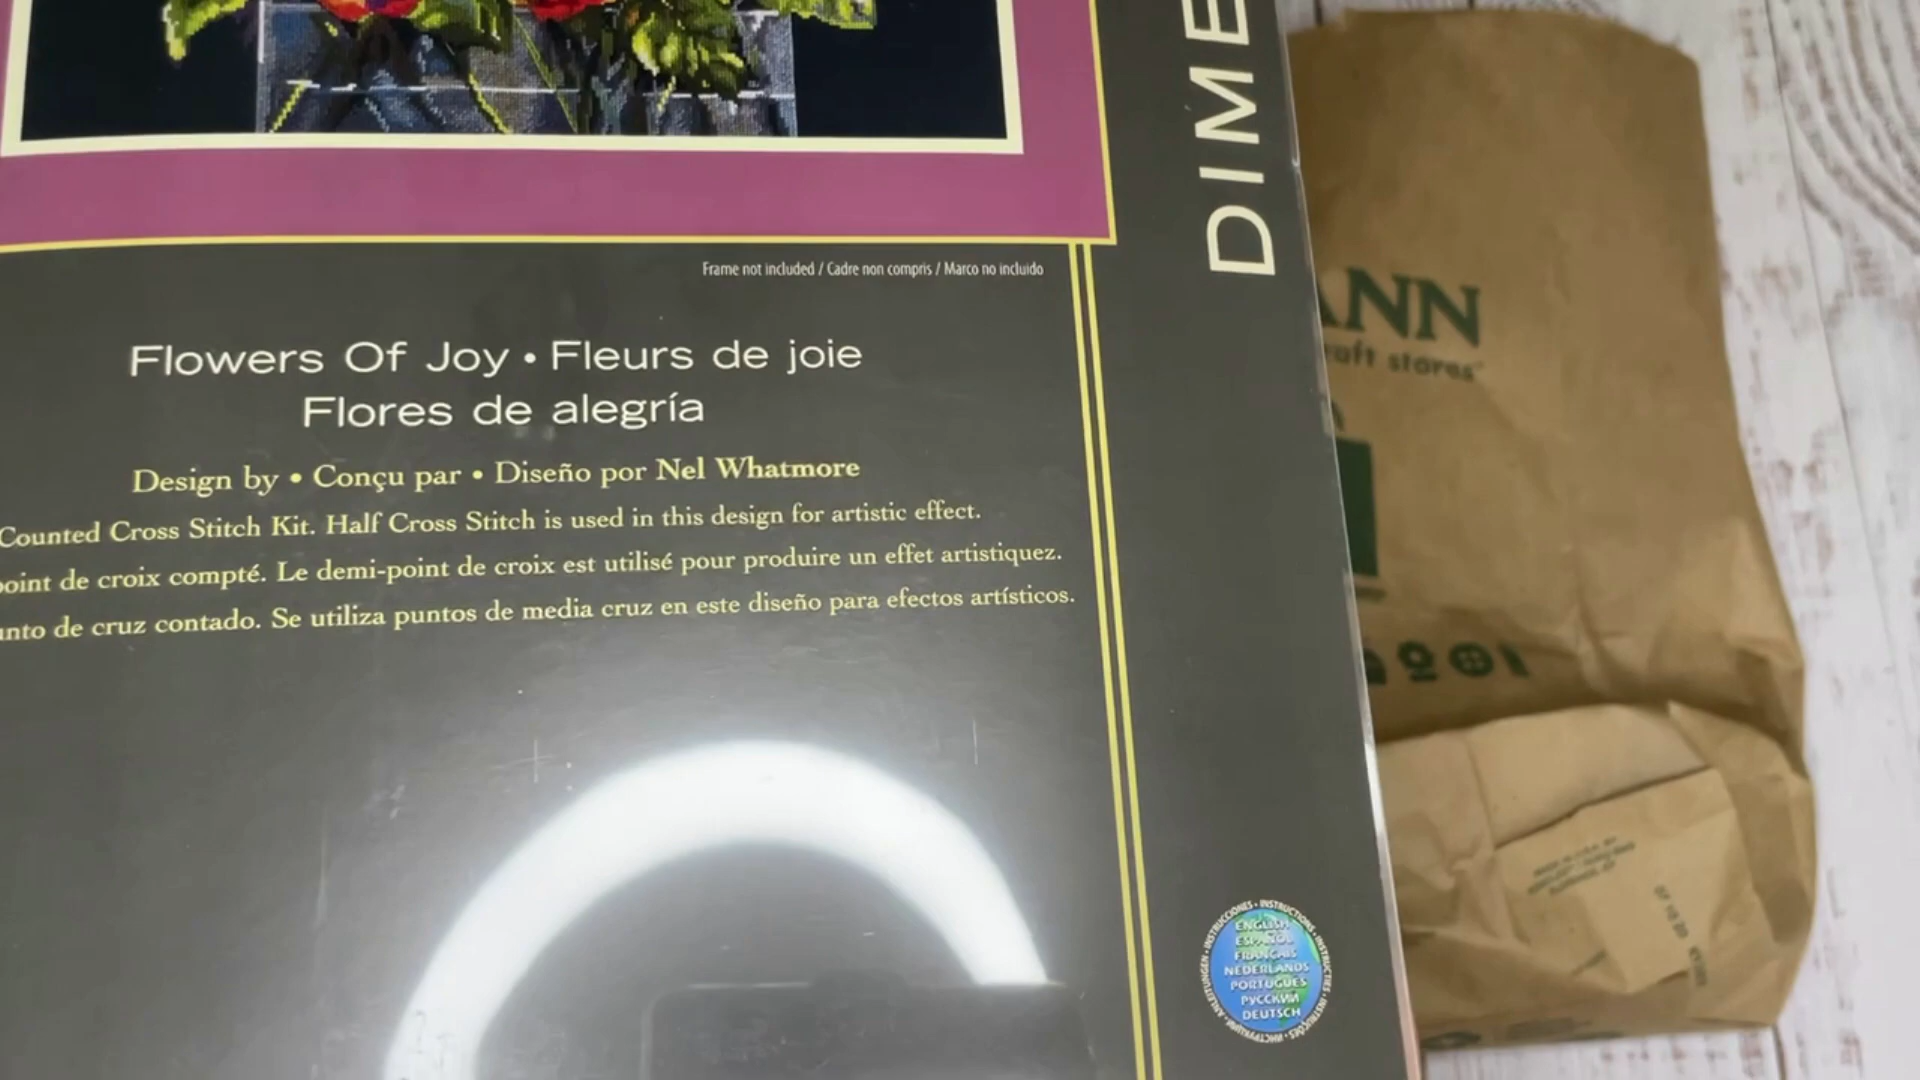 DIME
Frame not included / Cadre non compris / Marco no incluido
Flowers Of Joy • Fleurs de joie
Flores de alegría
Design by • Conçu par • Diseño por Nel Whatmore
Counted Cross Stitch Kit. Half Cross Stitch is used in this design for artistic effect.
point de croix compté. Le demi-point de croix est utilisé pour produire un effet artistiquez.
unto de cruz contado. Se utiliza puntos de media cruz en este diseño para efectos artísticos.
ANN
raft stores
INSTRUCCIONES • INSTRUCTIONS • INSTRUCTIES • INSTRUÇÕES • ИНСТРУКЦИИ • ANLEITUNGEN •
ENGLISH
ESPAÑOL
FRANÇAIS
NEDERLANDS
PORTUGUÊS
РУССКИЙ
DEUTSCH